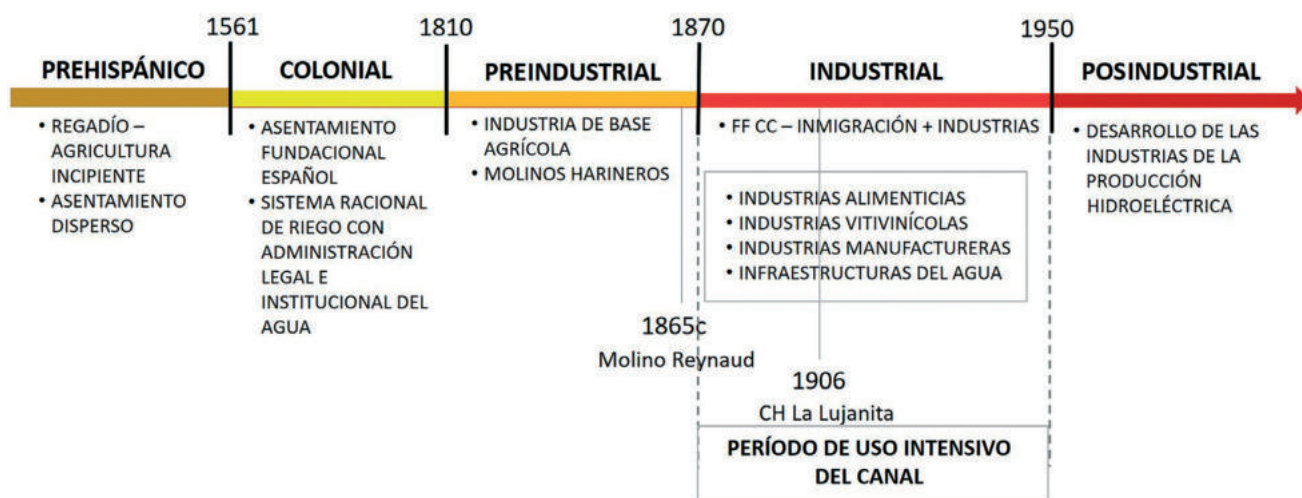 1561
1810
1870
1950
PREHISPÁNICO
COLONIAL
PREINDUSTRIAL
INDUSTRIAL
POSINDUSTRIAL
• REGADÍO –
AGRICULTURA
INCIPIENTE
• ASENTAMIENTO
DISPERSO
• ASENTAMIENTO
FUNDACIONAL
ESPAÑOL
• SISTEMA RACIONAL
DE RIEGO CON
ADMINISTRACIÓN
LEGAL E
INSTITUCIONAL DEL
AGUA
• INDUSTRIA DE BASE
AGRÍCOLA
• MOLINOS HARINEROS
1865c
Molino Reynaud
• FF CC – INMIGRACIÓN + INDUSTRIAS
• INDUSTRIAS ALIMENTICIAS
• INDUSTRIAS VITIVINÍCOLAS
• INDUSTRIAS MANUFACTURERAS
• INFRAESTRUCTURAS DEL AGUA
1906
CH La Lujanita
PERÍODO DE USO INTENSIVO
DEL CANAL
• DESARROLLO DE LAS
INDUSTRIAS DE LA
PRODUCCIÓN
HIDROELÉCTRICA